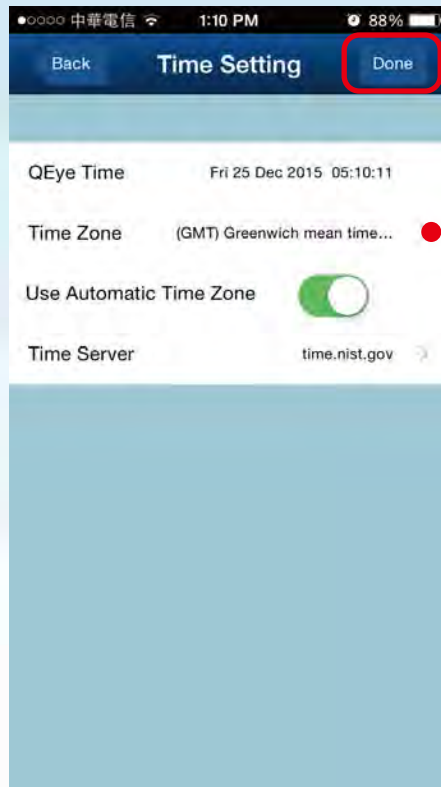 ●○○○○ 中華電信 1:10 PM 88%
Back Time Setting Done
QEye Time Fri 25 Dec 2015 05:10:11
Time Zone (GMT) Greenwich mean time...
Use Automatic Time Zone
Time Server time.nist.gov